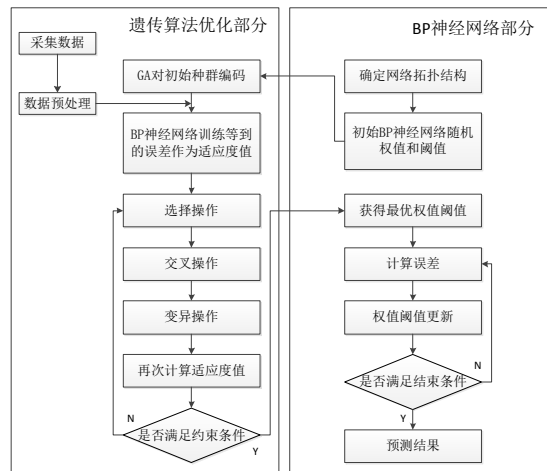 遗传算法优化部分
采集数据
数据预处理
GA对初始种群编码
BP神经网络训练等到
的误差作为适应度值
选择操作
交叉操作
变异操作
再次计算适应度值
N
是否满足约束条件
Y
BP神经网络部分
确定网络拓扑结构
初始BP神经网络随机
权值和阈值
获得最优权值阈值
计算误差
权值阈值更新
N
是否满足结束条件
Y
预测结果